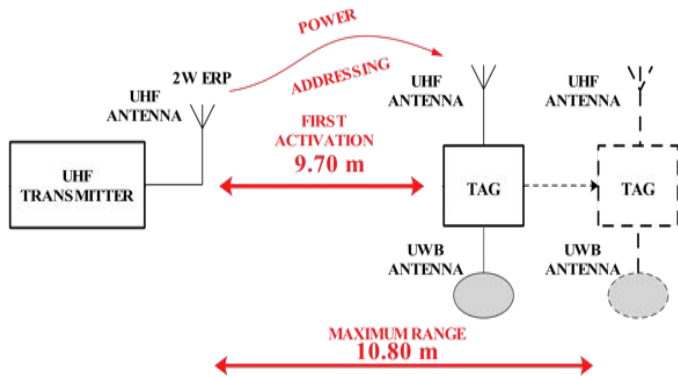 POWER
ADDRESSING
2W ERP
UHF
ANTENNA
UHF
ANTENNA
UHF
ANTENNA
FIRST
ACTIVATION
9.70 m
UHF
TRANSMITTER
TAG
TAG
UWB
ANTENNA
UWB
ANTENNA
MAXIMUM RANGE
10.80 m